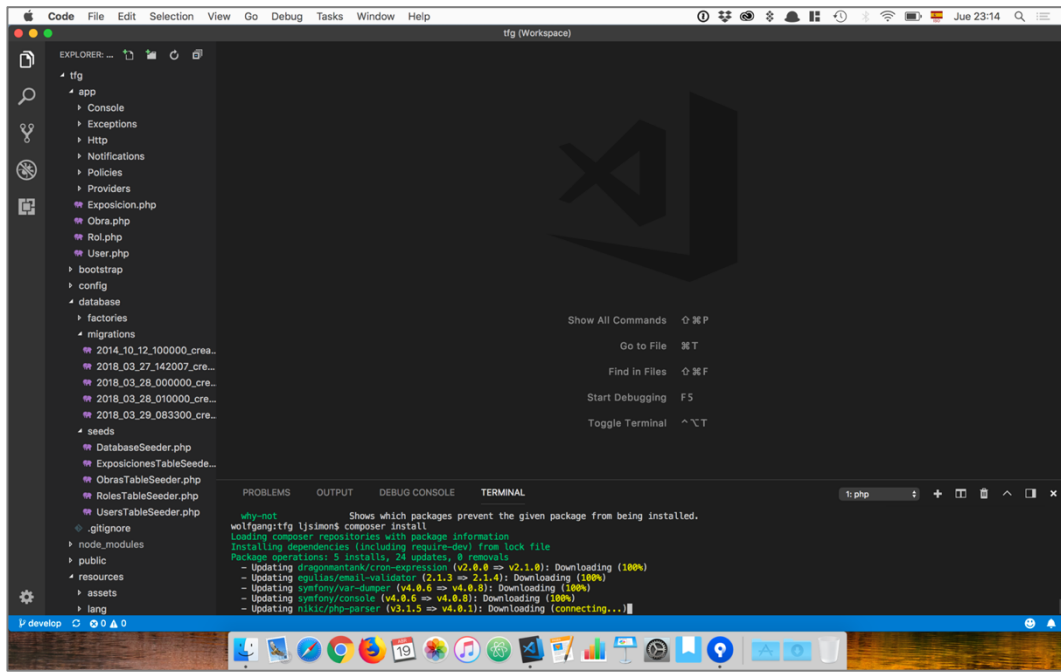 Code File Edit Selection View Go Debug Tasks Window Help Jue 23:14
tfg (Workspace)
EXPLORER: ...
tfg
app
Console
Exceptions
Http
Notifications
Policies
Providers
Exposicion.php
Obra.php
Rol.php
User.php
bootstrap
config
database
factories
migrations
2014_10_12_100000_crea...
2018_03_27_142007_cre...
2018_03_28_000000_cre...
2018_03_28_010000_cre...
2018_03_29_083300_cre...
seeds
DatabaseSeeder.php
ExposicionesTableSeede...
ObrasTableSeeder.php
RolesTableSeeder.php
UsersTableSeeder.php
.gitignore
node_modules
public
resources
assets
lang
Show All Commands ⇧⌘P
Go to File ⌘T
Find in Files ⇧⌘F
Start Debugging F5
Toggle Terminal ^⌥T
PROBLEMS OUTPUT DEBUG CONSOLE TERMINAL 1: php
why-not Shows which packages prevent the given package from being installed.
wolfgang:tfg ljsimon$ composer install
Loading composer repositories with package information
Installing dependencies (including require-dev) from lock file
Package operations: 5 installs, 24 updates, 0 removals
- Updating dragonmantank/cron-expression (v2.0.0 => v2.1.0): Downloading (100%)
- Updating egulias/email-validator (2.1.3 => 2.1.4): Downloading (100%)
- Updating symfony/var-dumper (v4.0.6 => v4.0.8): Downloading (100%)
- Updating symfony/console (v4.0.6 => v4.0.8): Downloading (100%)
- Updating nikic/php-parser (v3.1.5 => v4.0.1): Downloading (connecting...)
develop 0 0
19